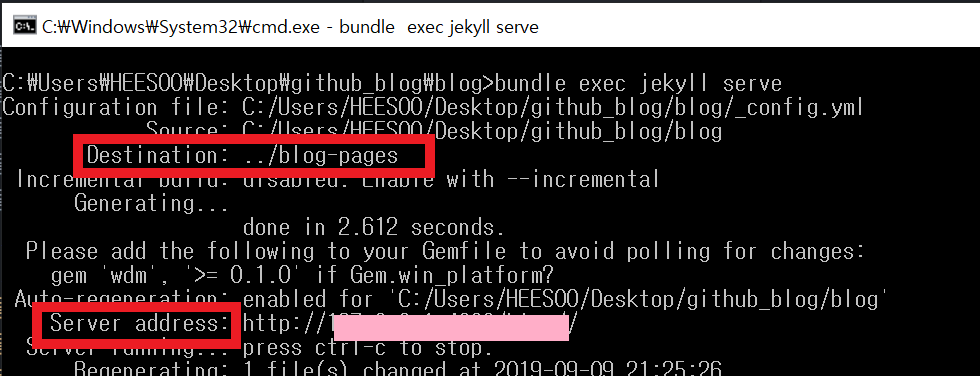 C:₩Windows₩System32₩cmd.exe - bundle  exec jekyll serve
C:₩Users₩HEESOO₩Desktop₩github_blog₩blog>bundle exec jekyll serve
Configuration file: C:/Users/HEESOO/Desktop/github_blog/blog/_config.yml
Source: C:/Users/HEESOO/Desktop/github_blog/blog
Destination: ../blog-pages
Incremental build: disabled. Enable with --incremental
Generating...
done in 2.612 seconds.
Please add the following to your Gemfile to avoid polling for changes:
gem 'wdm', '>= 0.1.0' if Gem.win_platform?
Auto-regeneration: enabled for 'C:/Users/HEESOO/Desktop/github_blog/blog'
Server address: http:// /
Server running... press ctrl-c to stop.
Regenerating: 1 file(s) changed at 2019-09-09 21:25:26